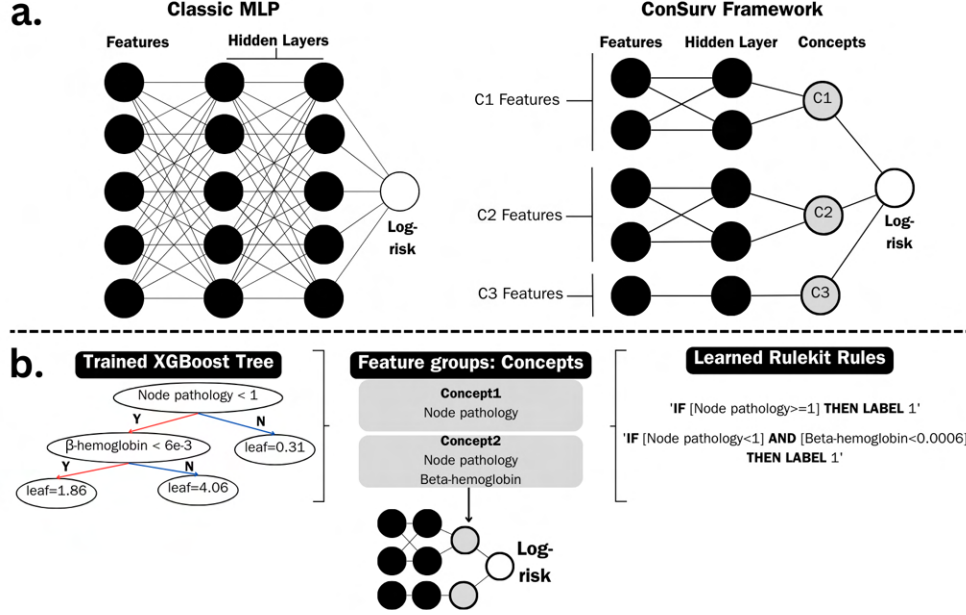 a.
Classic MLP
Features
Hidden Layers
Log-
risk
ConSurv Framework
Features
Hidden Layer
Concepts
C1 Features
C1
C2 Features
C2
Log-
risk
C3 Features
C3
b.
Trained XGBoost Tree
Node pathology < 1
Y
N
β-hemoglobin < 6e-3
leaf=0.31
Y
N
leaf=1.86
leaf=4.06
Feature groups: Concepts
Concept1
Node pathology
Concept2
Node pathology
Beta-hemoglobin
Log-
risk
Learned Rulekit Rules
'IF [Node pathology>=1] THEN LABEL 1'
'IF [Node pathology<1] AND [Beta-hemoglobin<0.0006]
THEN LABEL 1'